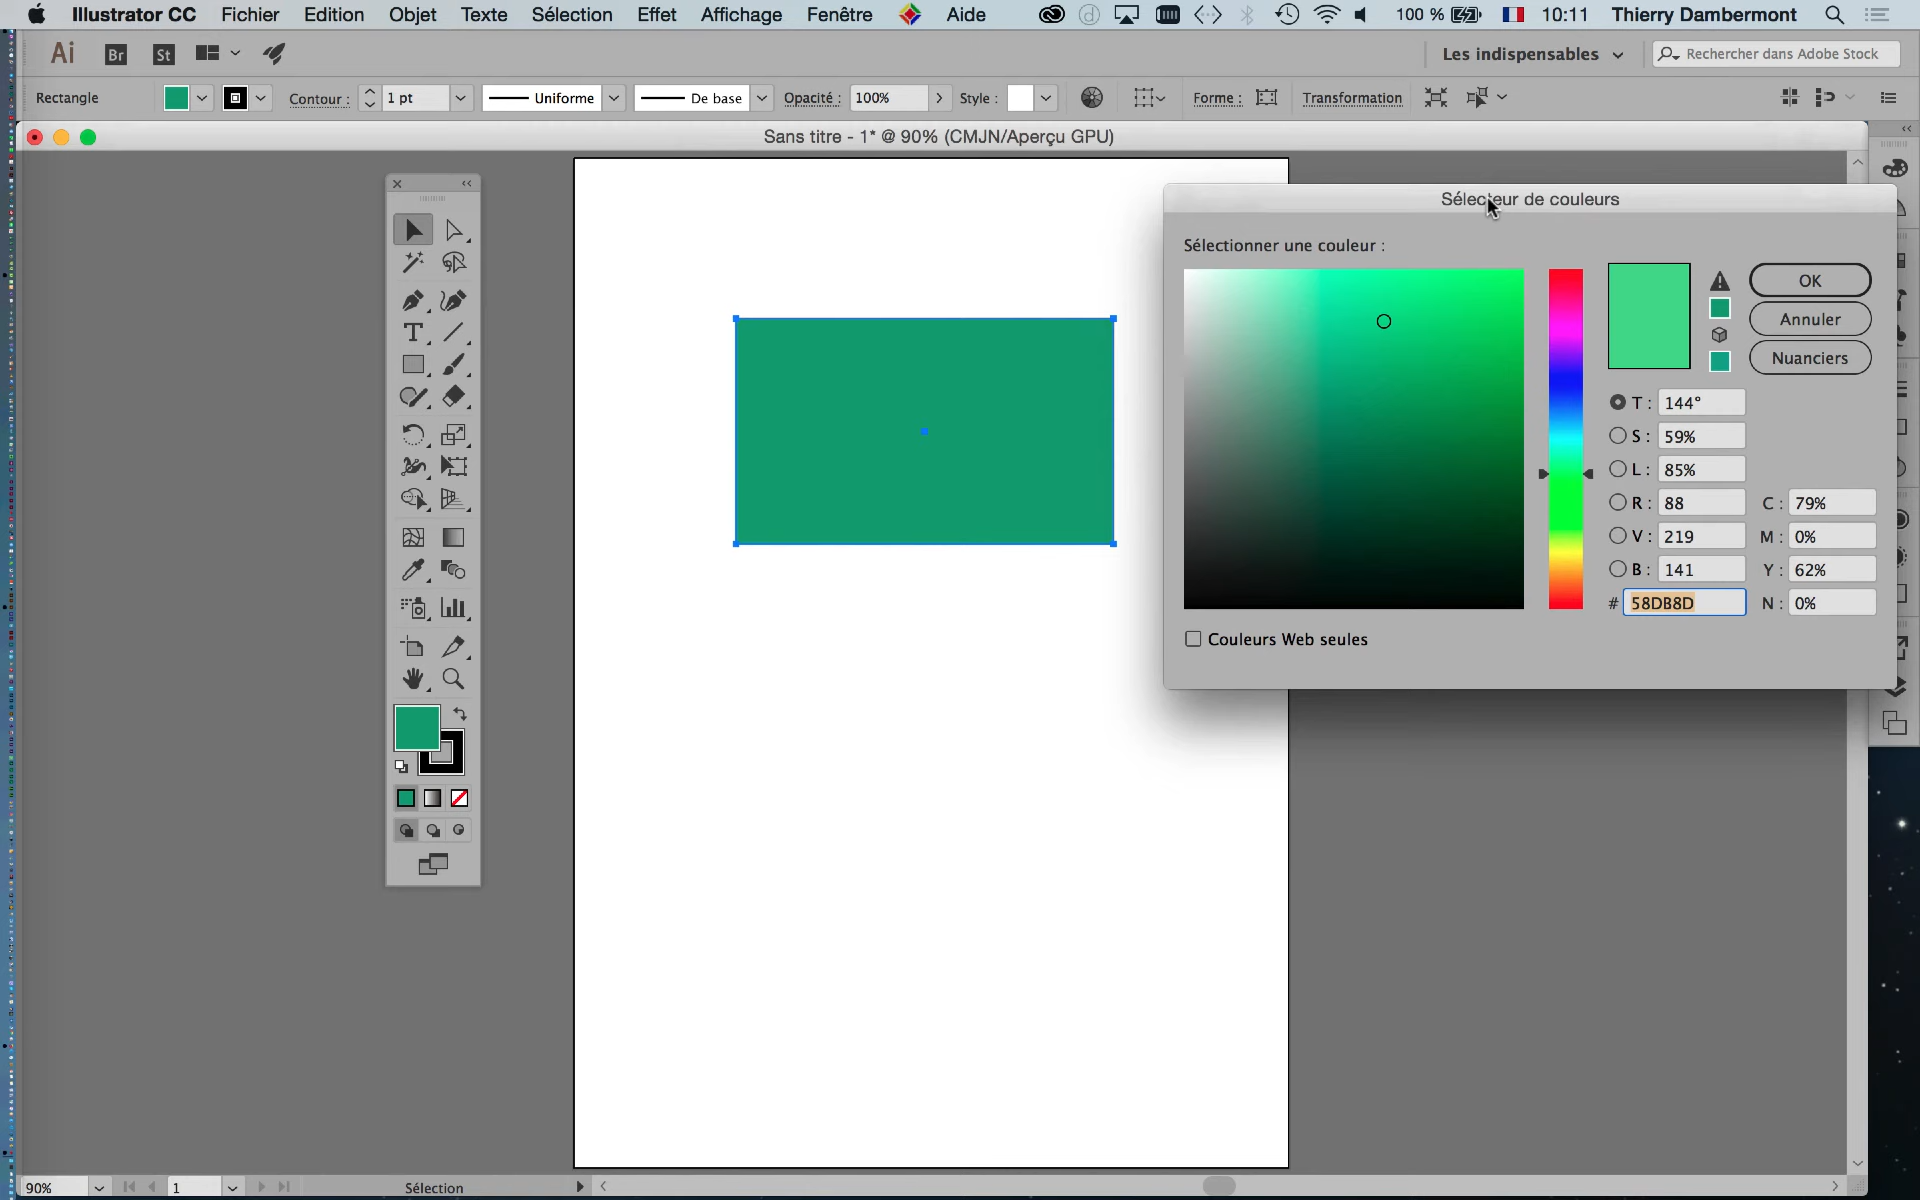 Illustrator CC Fichier Edition Objet Texte Sélection Effet Affichage Fenêtre Aide 100 % 10:11 Thierry Dambermont
Ai Br St Les indispensables Rechercher dans Adobe Stock
Rectangle Contour : 1 pt Uniforme De base Opacité : 100% Style : Forme : Transformation
Sans titre - 1* @ 90% (CMJN/Aperçu GPU)
Sélecteur de couleurs
Sélectionner une couleur :
OK
Annuler
Nuanciers
T : 144°
S : 59%
L : 85%
R : 88 C : 79%
V : 219 M : 0%
B : 141 Y : 62%
# 58DB8D N : 0%
Couleurs Web seules
90% 1 Sélection